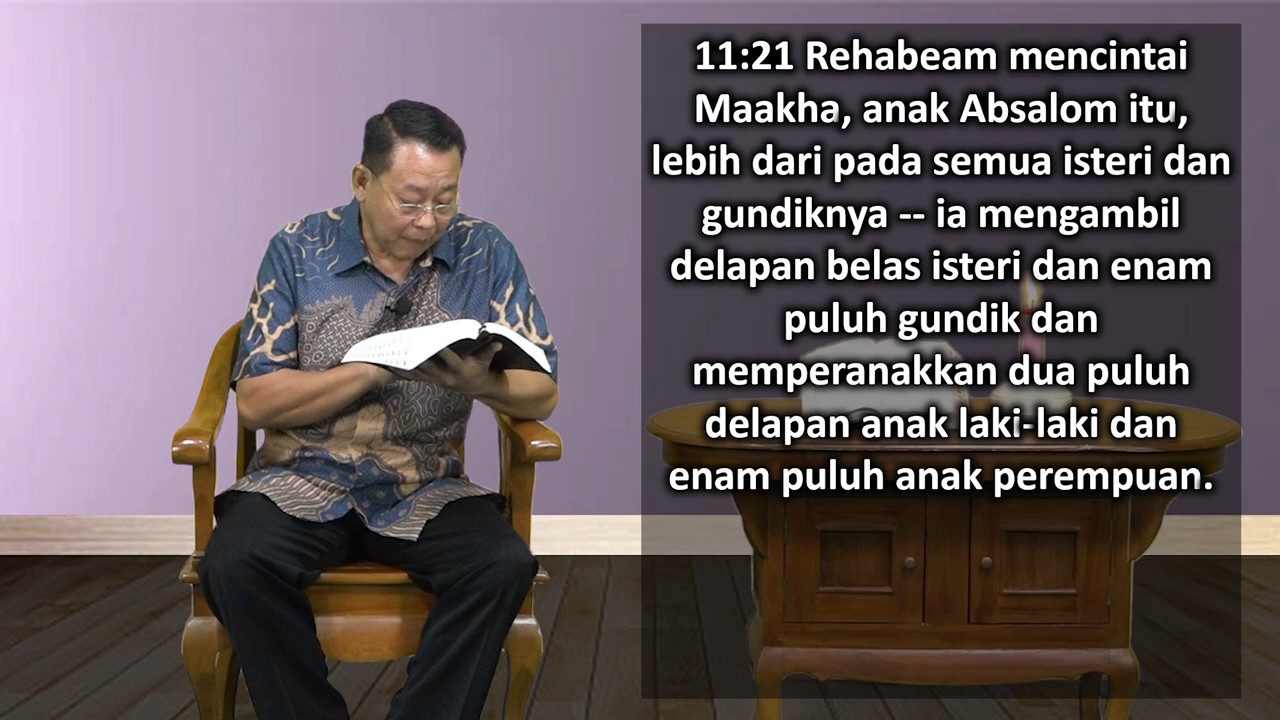 11:21 Rehabeam mencintai
Maakha, anak Absalom itu,
lebih dari pada semua isteri dan
gundiknya -- ia mengambil
delapan belas isteri dan enam
puluh gundik dan
memperanakkan dua puluh
delapan anak laki-laki dan
enam puluh anak perempuan.